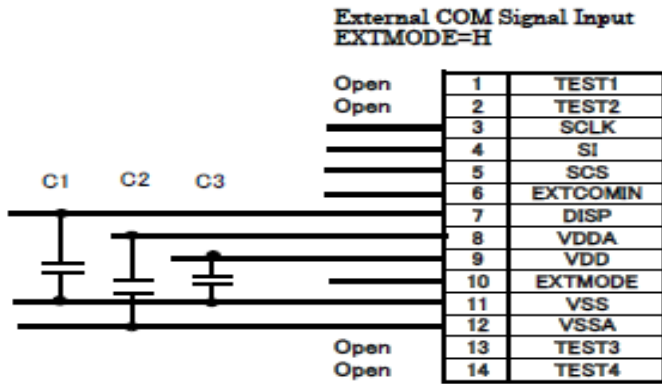 External COM Signal Input
EXTMODE=H
Open 1 TEST1
Open 2 TEST2
3 SCLK
4 SI
5 SCS
6 EXTCOMIN
C1 C2 C3
7 DISP
8 VDDA
9 VDD
10 EXTMODE
11 VSS
12 VSSA
Open 13 TEST3
Open 14 TEST4